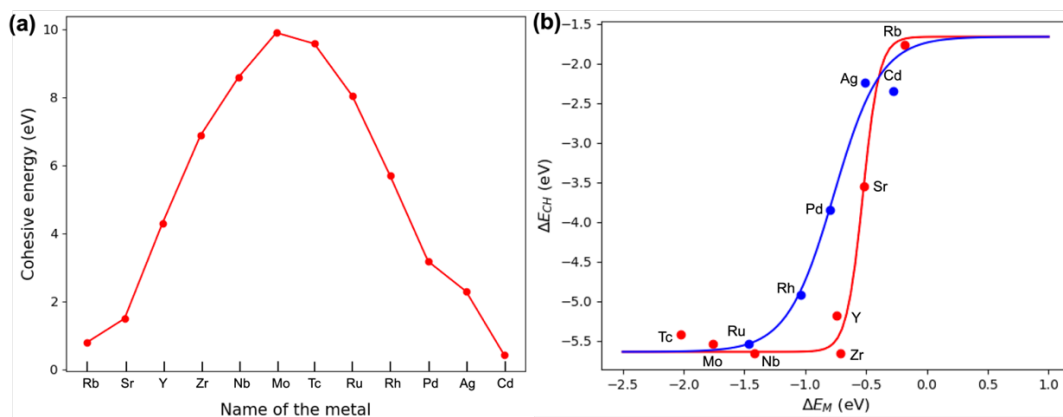 (a)
10
8
6
4
2
0
Cohesive energy (eV)
Rb Sr Y Zr Nb Mo Tc Ru Rh Pd Ag Cd
Name of the metal
(b)
−1.5
−2.0
−2.5
−3.0
−3.5
−4.0
−4.5
−5.0
−5.5
ΔE_CH (eV)
Rb
Ag
Cd
Sr
Pd
Rh
Y
Tc
Ru
Mo
Nb
Zr
−2.5 −2.0 −1.5 −1.0 −0.5 0.0 0.5 1.0
ΔE_M (eV)